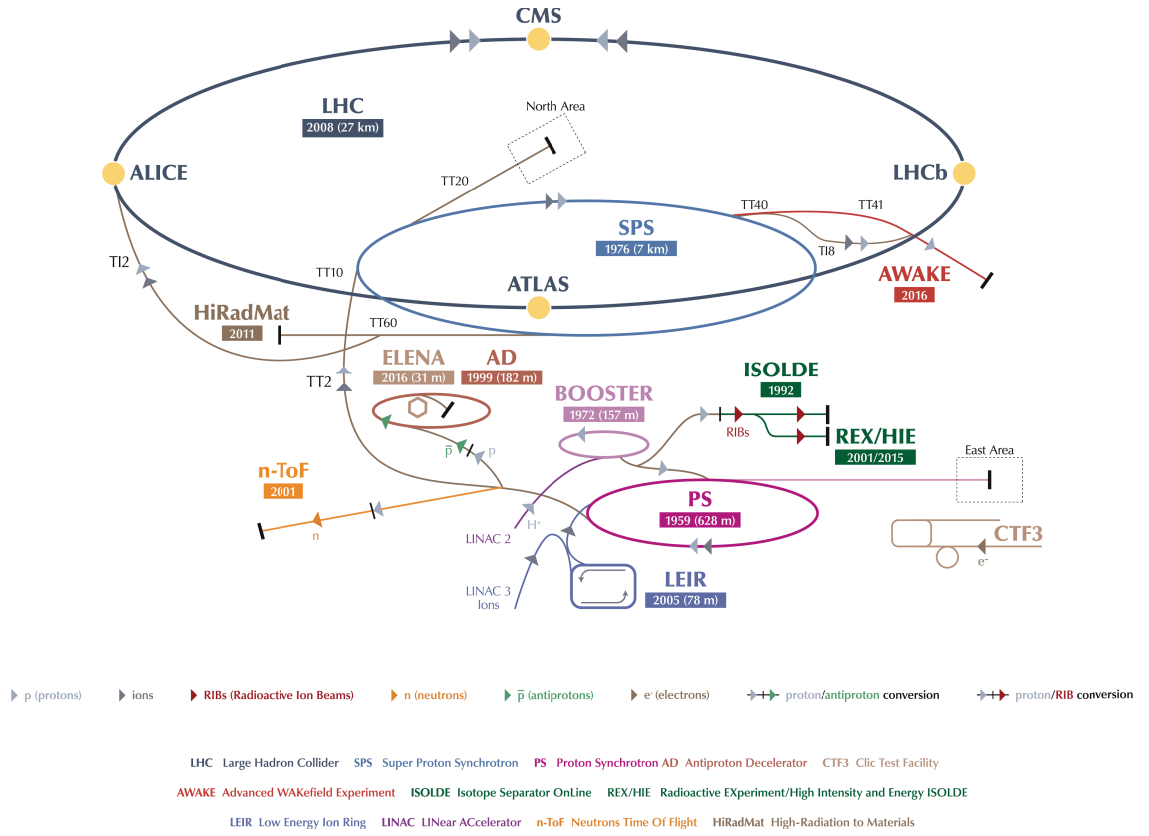 CMS
LHC
2008 (27 km)
North Area
ALICE
LHCb
TT20
TT40
TT41
SPS
1976 (7 km)
TI2
TT10
TI8
ATLAS
AWAKE
2016
HiRadMat
2011
TT60
ELENA
2016 (31 m)
AD
1999 (182 m)
TT2
ISOLDE
1992
BOOSTER
1972 (157 m)
RIBs
REX/HIE
2001/2015
p̅
p
East Area
n-ToF
2001
PS
1959 (628 m)
n
H⁺
LINAC 2
CTF3
e⁻
LINAC 3
Ions
LEIR
2005 (78 m)
p (protons) ions RIBs (Radioactive Ion Beams) n (neutrons) p̅ (antiprotons) e⁻ (electrons) proton/antiproton conversion proton/RIB conversion
LHC Large Hadron Collider SPS Super Proton Synchrotron PS Proton Synchrotron AD Antiproton Decelerator CTF3 Clic Test Facility
AWAKE Advanced WAKefield Experiment ISOLDE Isotope Separator OnLine REX/HIE Radioactive EXperiment/High Intensity and Energy ISOLDE
LEIR Low Energy Ion Ring LINAC LINear ACcelerator n-ToF Neutrons Time Of Flight HiRadMat High-Radiation to Materials